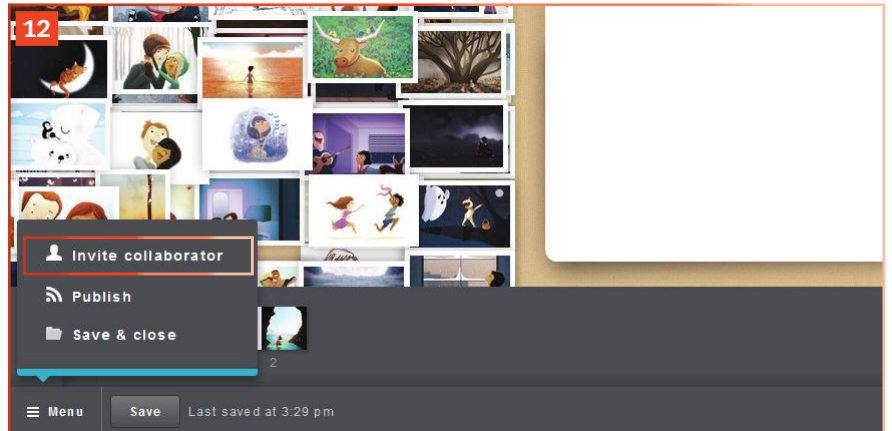 12
Invite collaborator
Publish
Save & close
2
Menu Save Last saved at 3:29 pm